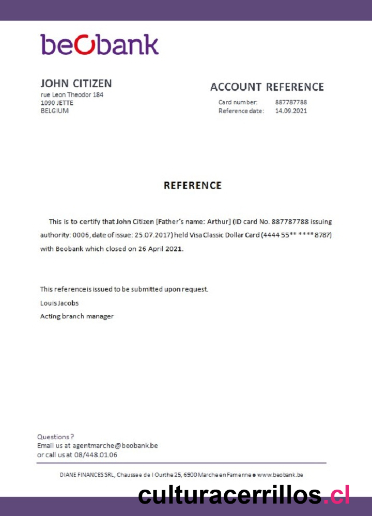 beobank
JOHN CITIZEN
rue Leon Theodor 184
1090 JETTE
BELGIUM
ACCOUNT REFERENCE
Card number: 887787788
Reference date: 14.09.2021
REFERENCE
This is to certify that John Citizen [Father's name: Arthur] (ID card No. 887787788 issuing
authority: 0006, date of issue: 25.07.2017) held Visa Classic Dollar Card (4444 55** **** 8787)
with Beobank which closed on 26 April 2021.
This reference is issued to be submitted upon request.
Louis Jacobs
Acting branch manager
Questions ?
Email us at agentmarche@beobank.be
or call us at 08/448.01.06
DIANE FINANCES SRL, Chaussee de l Ourthe 25, 6900 Marche en Famenne ● www.beobank.be
culturacerrillos.cl